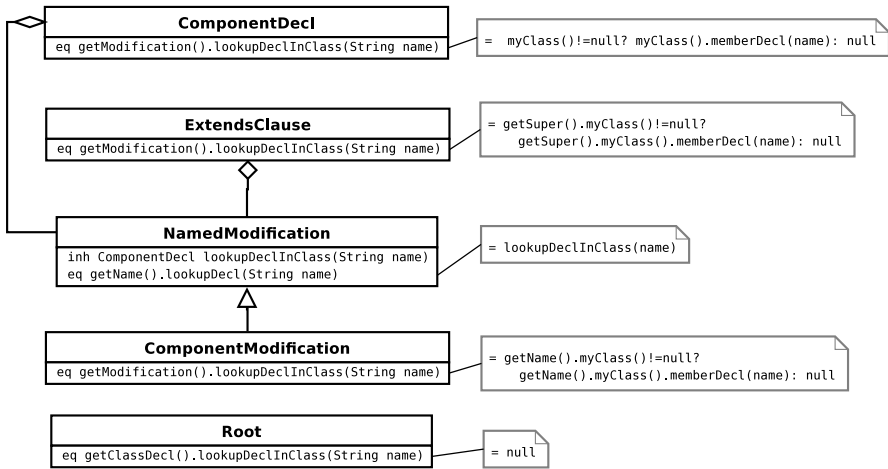 ComponentDecl
eq getModification().lookupDeclInClass(String name)
=  myClass()!=null? myClass().memberDecl(name): null
ExtendsClause
eq getModification().lookupDeclInClass(String name)
= getSuper().myClass()!=null?
getSuper().myClass().memberDecl(name): null
NamedModification
inh ComponentDecl lookupDeclInClass(String name)
eq getName().lookupDecl(String name)
= lookupDeclInClass(name)
ComponentModification
eq getModification().lookupDeclInClass(String name)
= getName().myClass()!=null?
getName().myClass().memberDecl(name): null
Root
eq getClassDecl().lookupDeclInClass(String name)
= null